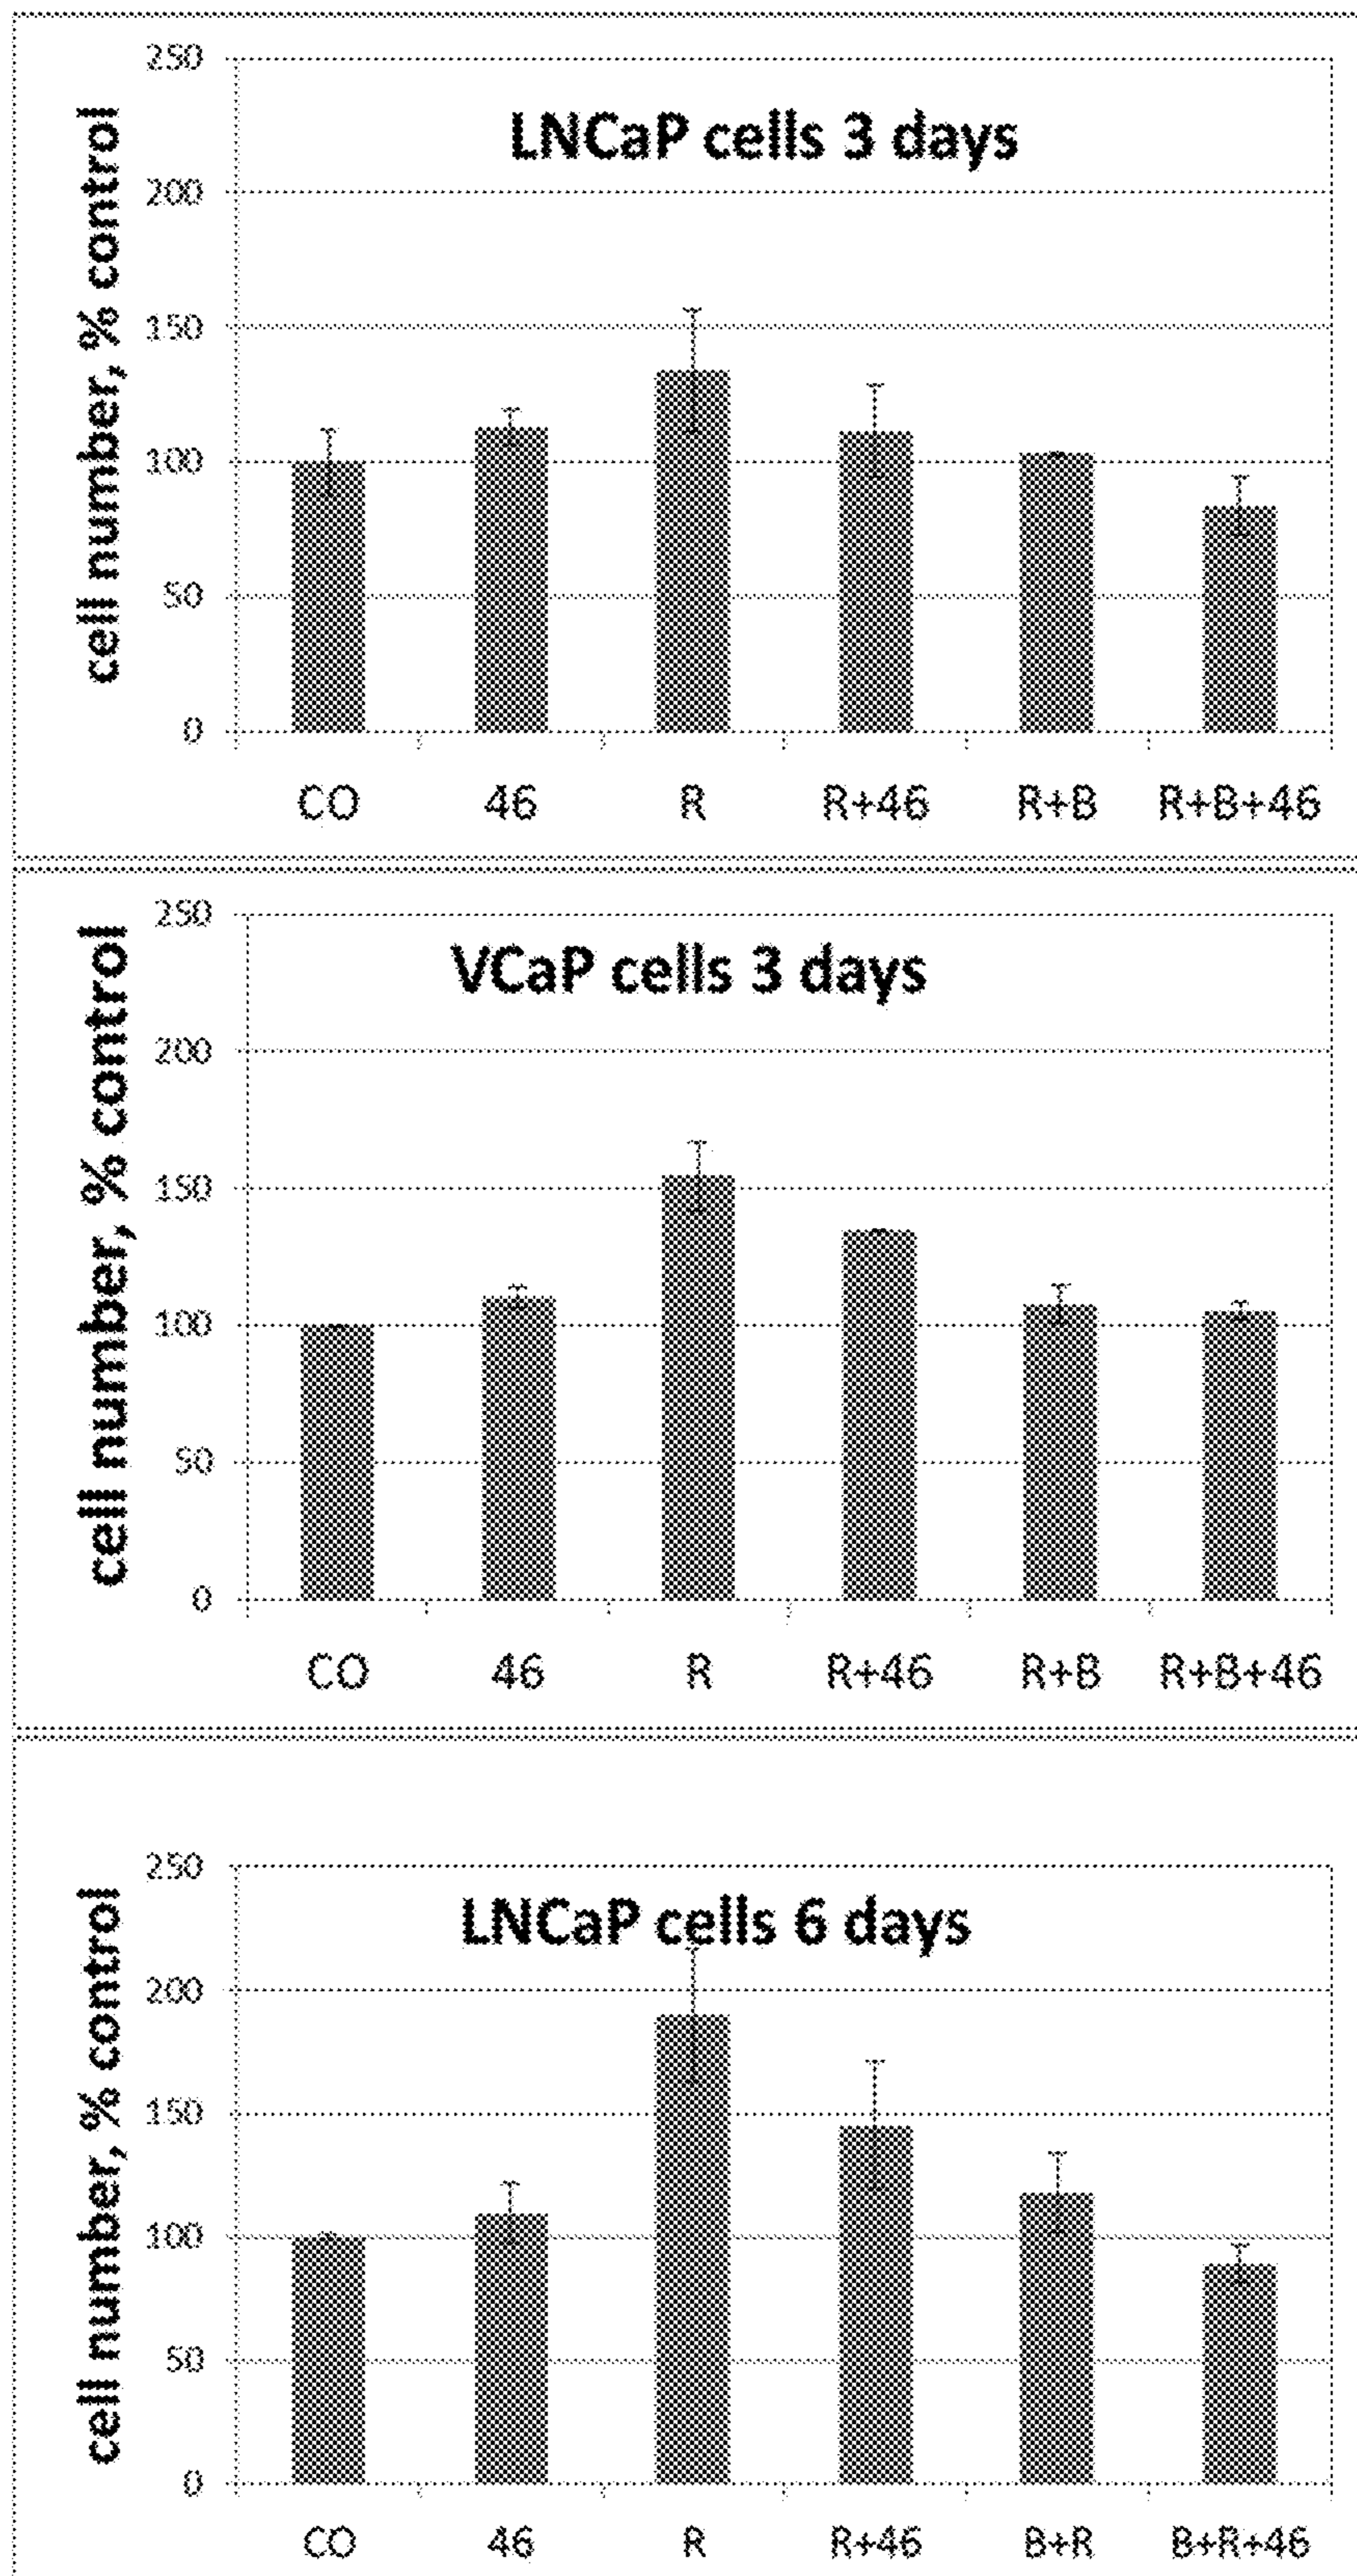 LNCaP cells 3 days
cell number, % control
250
200
150
100
50
0
CO 46 R R+46 R+B R+B+46
VCaP cells 3 days
cell number, % control
250
200
150
100
50
0
CO 46 R R+46 R+B R+B+46
LNCaP cells 6 days
cell number, % control
250
200
150
100
50
0
CO 46 R R+46 B+R B+R+46